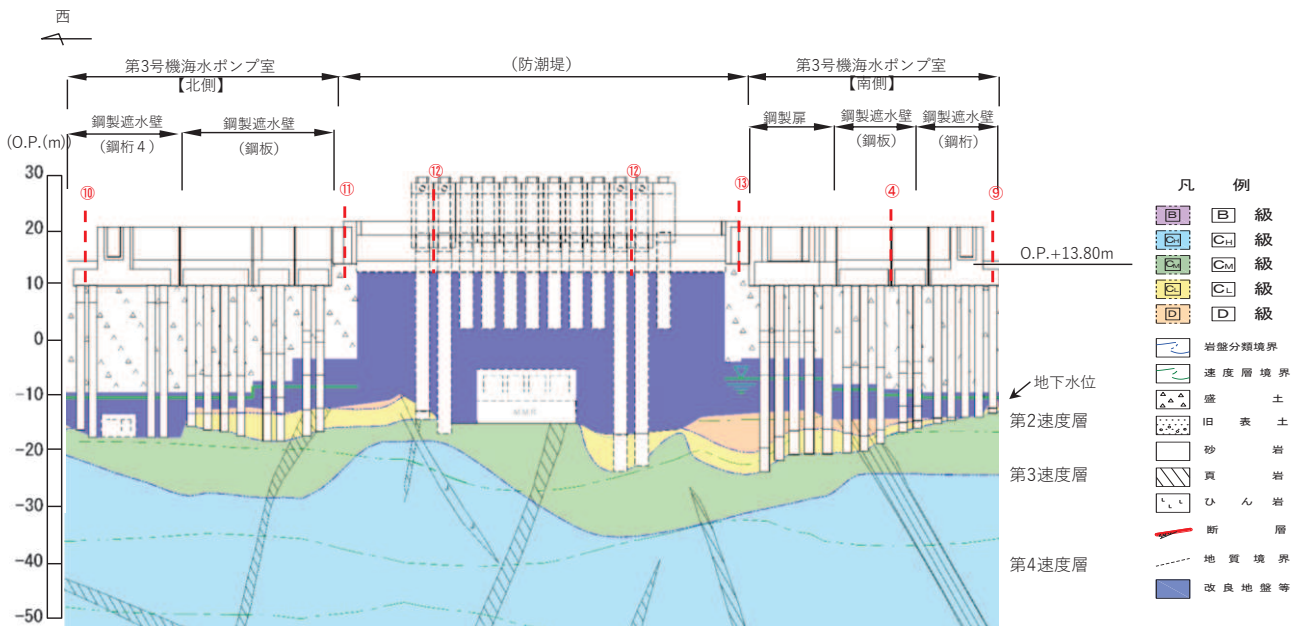 西
第3号機海水ポンプ室
【北側】
(防潮堤)
第3号機海水ポンプ室
【南側】
鋼製遮水壁
(鋼桁4)
鋼製遮水壁
(鋼板)
鋼製扉
鋼製遮水壁
(鋼板)
鋼製遮水壁
(鋼桁)
(O.P.(m))
30
20
10
0
-10
-20
-30
-40
-50
⑩
⑪
⑫
⑫
⑬
④
⑨
O.P.+13.80m
地下水位
第2速度層
第3速度層
第4速度層
凡 例
B B 級
CH CH 級
CM CM 級
CL CL 級
D D 級
岩盤分類境界
速度層境界
盛 土
旧 表 土
砂 岩
頁 岩
ひ ん 岩
断 層
地 質 境 界
改 良 地 盤 等